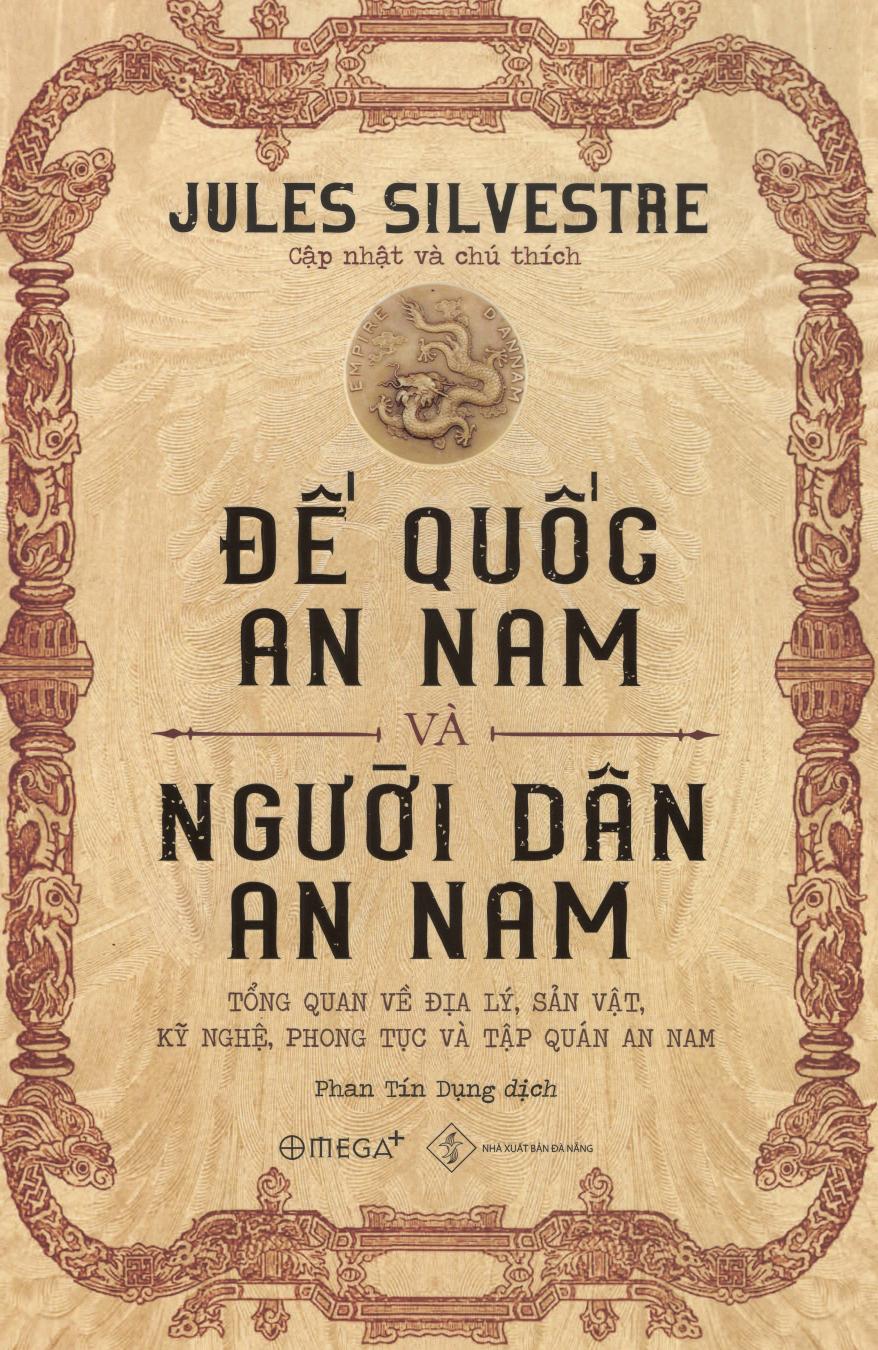 JULES SILVESTRE
Cập nhật và chú thích
EMPIRE D'ANNAM
ĐẾ QUỐC
AN NAM
VÀ
NGƯỜI DÂN
AN NAM
TỔNG QUAN VỀ ĐỊA LÝ, SẢN VẬT,
KỸ NGHỆ, PHONG TỤC VÀ TẬP QUÁN AN NAM
Phan Tín Dụng dịch
OMEGA+
NHÀ XUẤT BẢN ĐÀ NẴNG